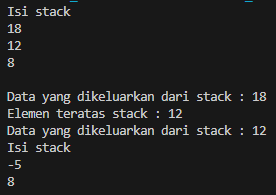 Isi stack
18
12
8
Data yang dikeluarkan dari stack : 18
Elemen teratas stack : 12
Data yang dikeluarkan dari stack : 12
Isi stack
-5
8